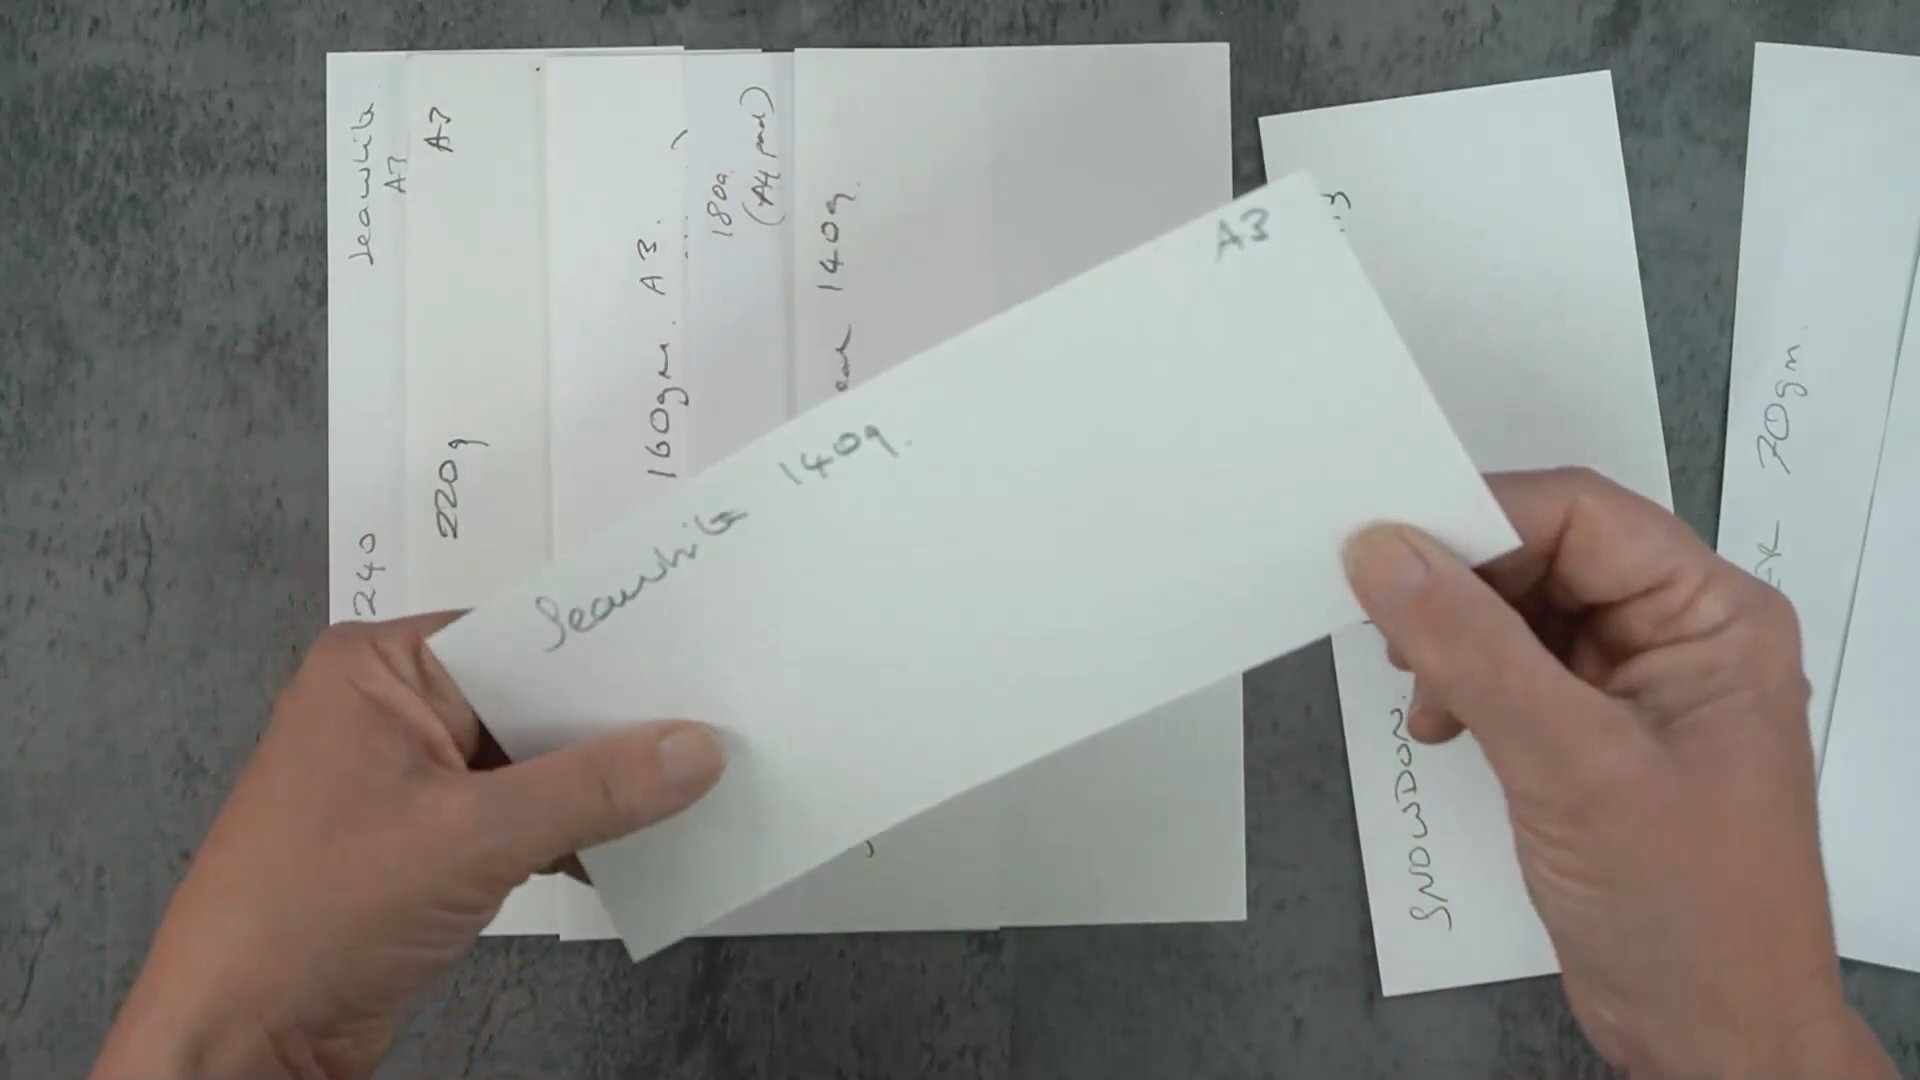 Seawhite
A3
240
A3
220g
160gm. A3.
180g.
(A4 pad)
140g.
A3
Seawhite 140g.
SNOWDON.
70gm.